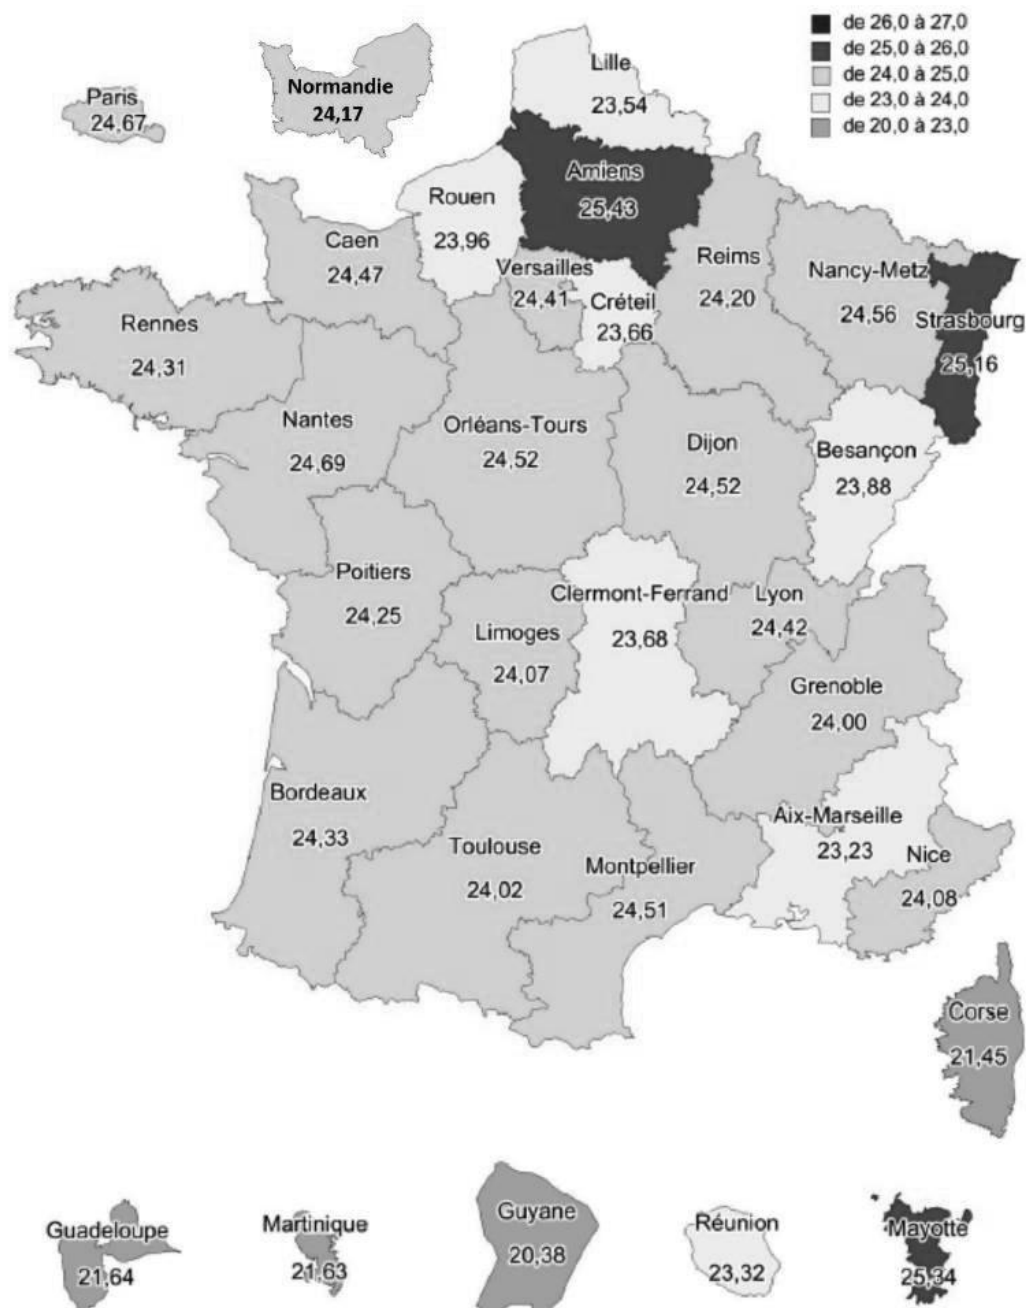 de 26,0 à 27,0
de 25,0 à 26,0
de 24,0 à 25,0
de 23,0 à 24,0
de 20,0 à 23,0
Paris
24,67
Normandie
24,17
Lille
23,54
Amiens
25,43
Rouen
23,96
Caen
24,47
Versailles
24,41
Créteil
23,66
Reims
24,20
Nancy-Metz
24,56
Strasbourg
25,16
Rennes
24,31
Nantes
24,69
Orléans-Tours
24,52
Dijon
24,52
Besançon
23,88
Poitiers
24,25
Limoges
24,07
Clermont-Ferrand
23,68
Lyon
24,42
Grenoble
24,00
Bordeaux
24,33
Toulouse
24,02
Montpellier
24,51
Aix-Marseille
23,23
Nice
24,08
Corse
21,45
Guadeloupe
21,64
Martinique
21,63
Guyane
20,38
Réunion
23,32
Mayotte
25,34